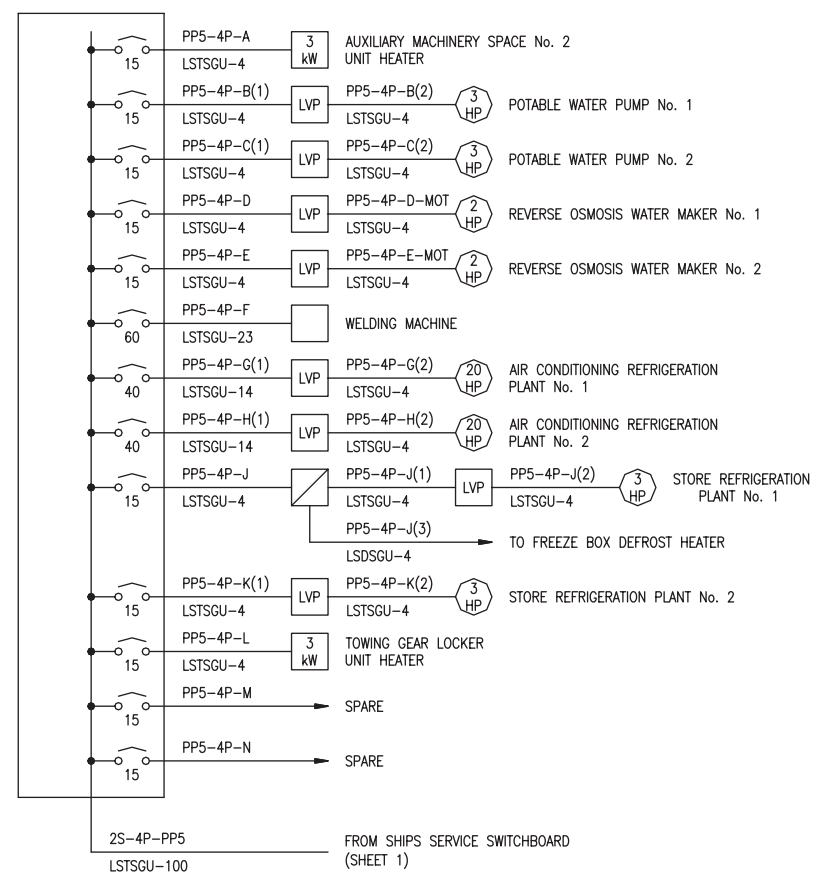 PP5-4P-A
15
LSTSGU-4
3 kW
AUXILIARY MACHINERY SPACE No. 2
UNIT HEATER
PP5-4P-B(1)
15
LSTSGU-4
LVP
PP5-4P-B(2)
LSTSGU-4
3 HP
POTABLE WATER PUMP No. 1
PP5-4P-C(1)
15
LSTSGU-4
LVP
PP5-4P-C(2)
LSTSGU-4
3 HP
POTABLE WATER PUMP No. 2
PP5-4P-D
15
LSTSGU-4
LVP
PP5-4P-D-MOT
LSTSGU-4
2 HP
REVERSE OSMOSIS WATER MAKER No. 1
PP5-4P-E
15
LSTSGU-4
LVP
PP5-4P-E-MOT
LSTSGU-4
2 HP
REVERSE OSMOSIS WATER MAKER No. 2
PP5-4P-F
60
LSTSGU-23
WELDING MACHINE
PP5-4P-G(1)
40
LSTSGU-14
LVP
PP5-4P-G(2)
LSTSGU-4
20 HP
AIR CONDITIONING REFRIGERATION
PLANT No. 1
PP5-4P-H(1)
40
LSTSGU-14
LVP
PP5-4P-H(2)
LSTSGU-4
20 HP
AIR CONDITIONING REFRIGERATION
PLANT No. 2
PP5-4P-J
15
LSTSGU-4
PP5-4P-J(1)
LSTSGU-4
LVP
PP5-4P-J(2)
LSTSGU-4
3 HP
STORE REFRIGERATION
PLANT No. 1
PP5-4P-J(3)
LSDSGU-4
TO FREEZE BOX DEFROST HEATER
PP5-4P-K(1)
15
LSTSGU-4
LVP
PP5-4P-K(2)
LSTSGU-4
3 HP
STORE REFRIGERATION PLANT No. 2
PP5-4P-L
15
LSTSGU-4
3 kW
TOWING GEAR LOCKER
UNIT HEATER
PP5-4P-M
15
SPARE
PP5-4P-N
15
SPARE
2S-4P-PP5
LSTSGU-100
FROM SHIPS SERVICE SWITCHBOARD
(SHEET 1)